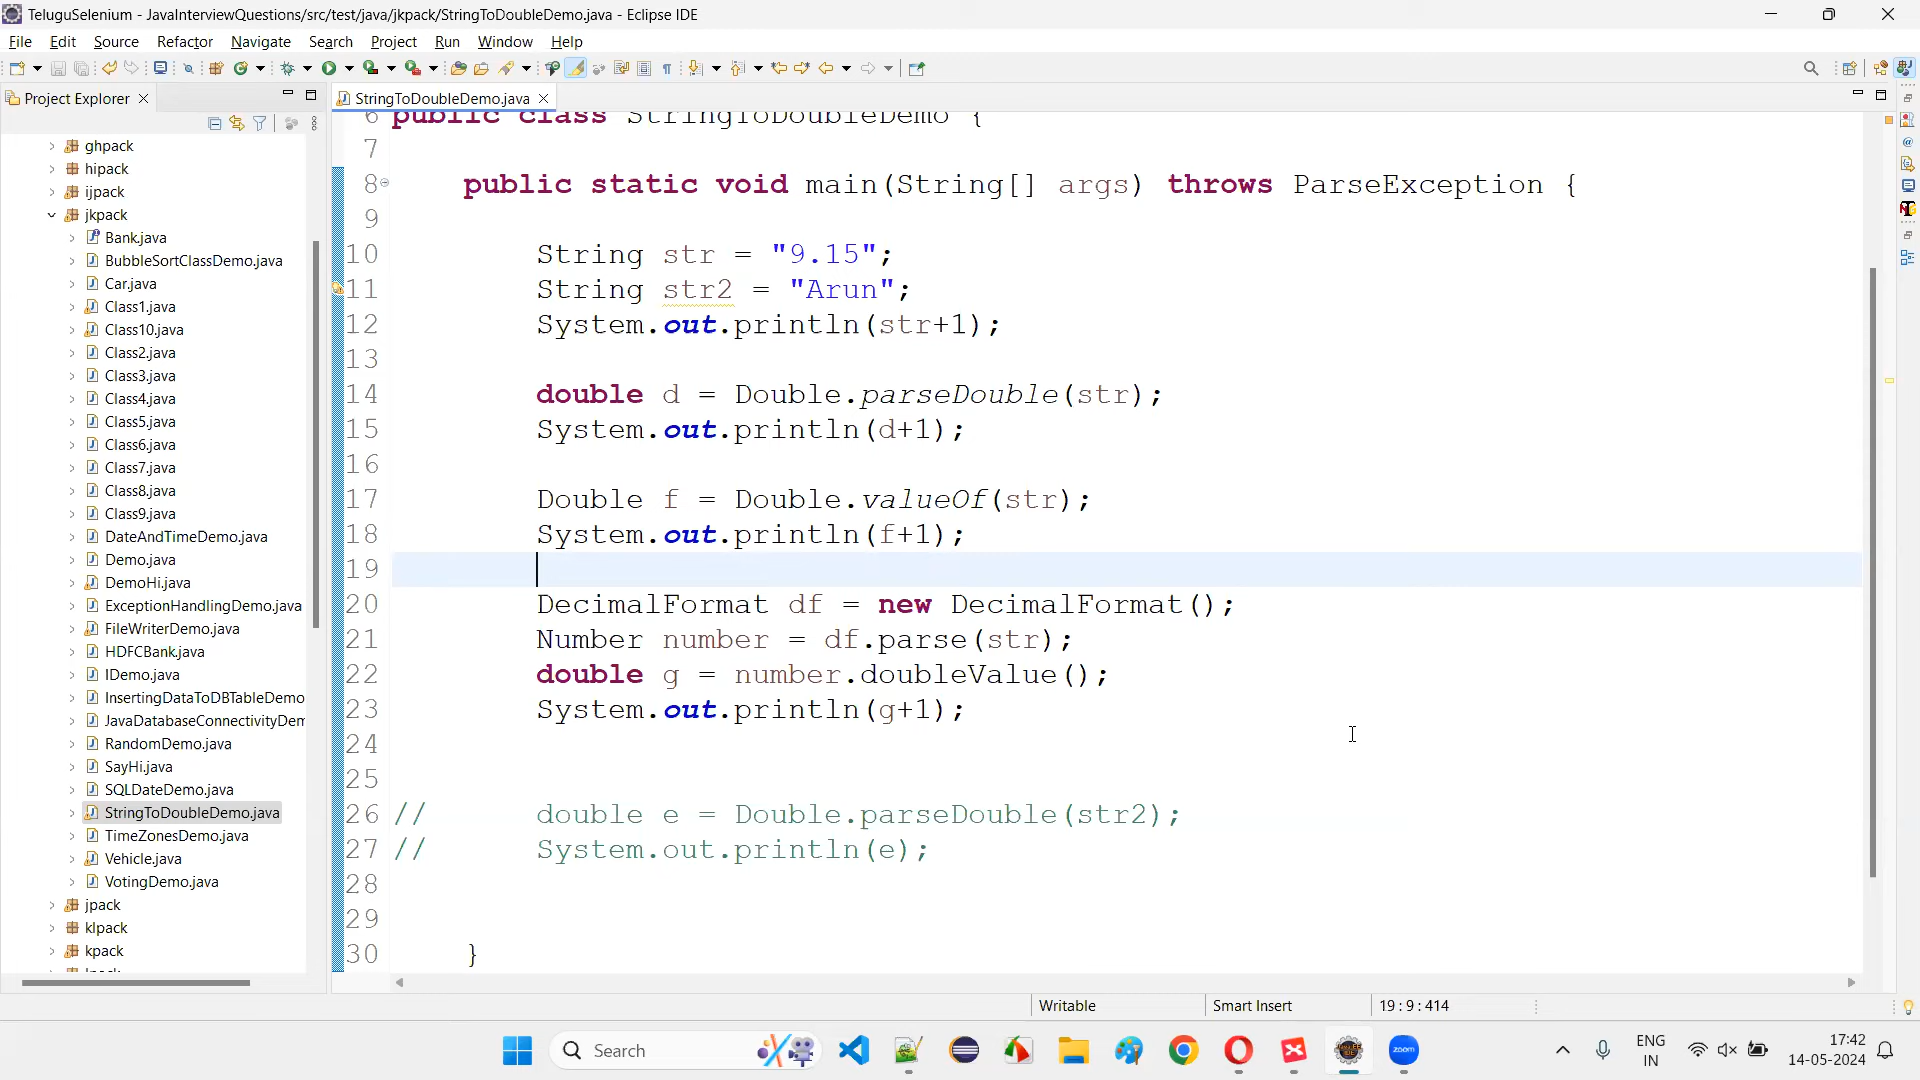 TeluguSelenium - JavaInterviewQuestions/src/test/java/jkpack/StringToDoubleDemo.java - Eclipse IDE
File Edit Source Refactor Navigate Search Project Run Window Help
Project Explorer
StringToDoubleDemo.java
ghpack
hipack
ijpack
jkpack
Bank.java
BubbleSortClassDemo.java
Car.java
Class1.java
Class10.java
Class2.java
Class3.java
Class4.java
Class5.java
Class6.java
Class7.java
Class8.java
Class9.java
DateAndTimeDemo.java
Demo.java
DemoHi.java
ExceptionHandlingDemo.java
FileWriterDemo.java
HDFCBank.java
IDemo.java
InsertingDataToDBTableDemo
JavaDatabaseConnectivityDem
RandomDemo.java
SayHi.java
SQLDateDemo.java
StringToDoubleDemo.java
TimeZonesDemo.java
Vehicle.java
VotingDemo.java
jpack
klpack
kpack
6 public class StringToDoubleDemo {
7
8 public static void main(String[] args) throws ParseException {
9
10 String str = "9.15";
11 String str2 = "Arun";
12 System.out.println(str+1);
13
14 double d = Double.parseDouble(str);
15 System.out.println(d+1);
16
17 Double f = Double.valueOf(str);
18 System.out.println(f+1);
19
20 DecimalFormat df = new DecimalFormat();
21 Number number = df.parse(str);
22 double g = number.doubleValue();
23 System.out.println(g+1);
24
25
26 // double e = Double.parseDouble(str2);
27 // System.out.println(e);
28
29
30 }
Writable Smart Insert 19 : 9 : 414
Search
zoom
ENG
IN
17:42
14-05-2024